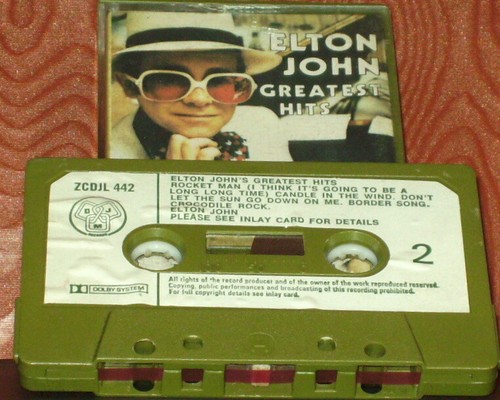 ELTON
JOHN
GREATEST
HITS
ZCDJL 442
ELTON JOHN'S GREATEST HITS
ROCKET MAN (I THINK IT'S GOING TO BE A
LONG LONG TIME) CANDLE IN THE WIND. DON'T
LET THE SUN GO DOWN ON ME. BORDER SONG.
CROCODILE ROCK.
ELTON JOHN
PLEASE SEE INLAY CARD FOR DETAILS
DJM
2
DOLBY SYSTEM
All rights of the record producer and of the owner of the work reproduced reserved.
Copying, public performances and broadcasting of this recording prohibited.
For full copyright details see inlay card.